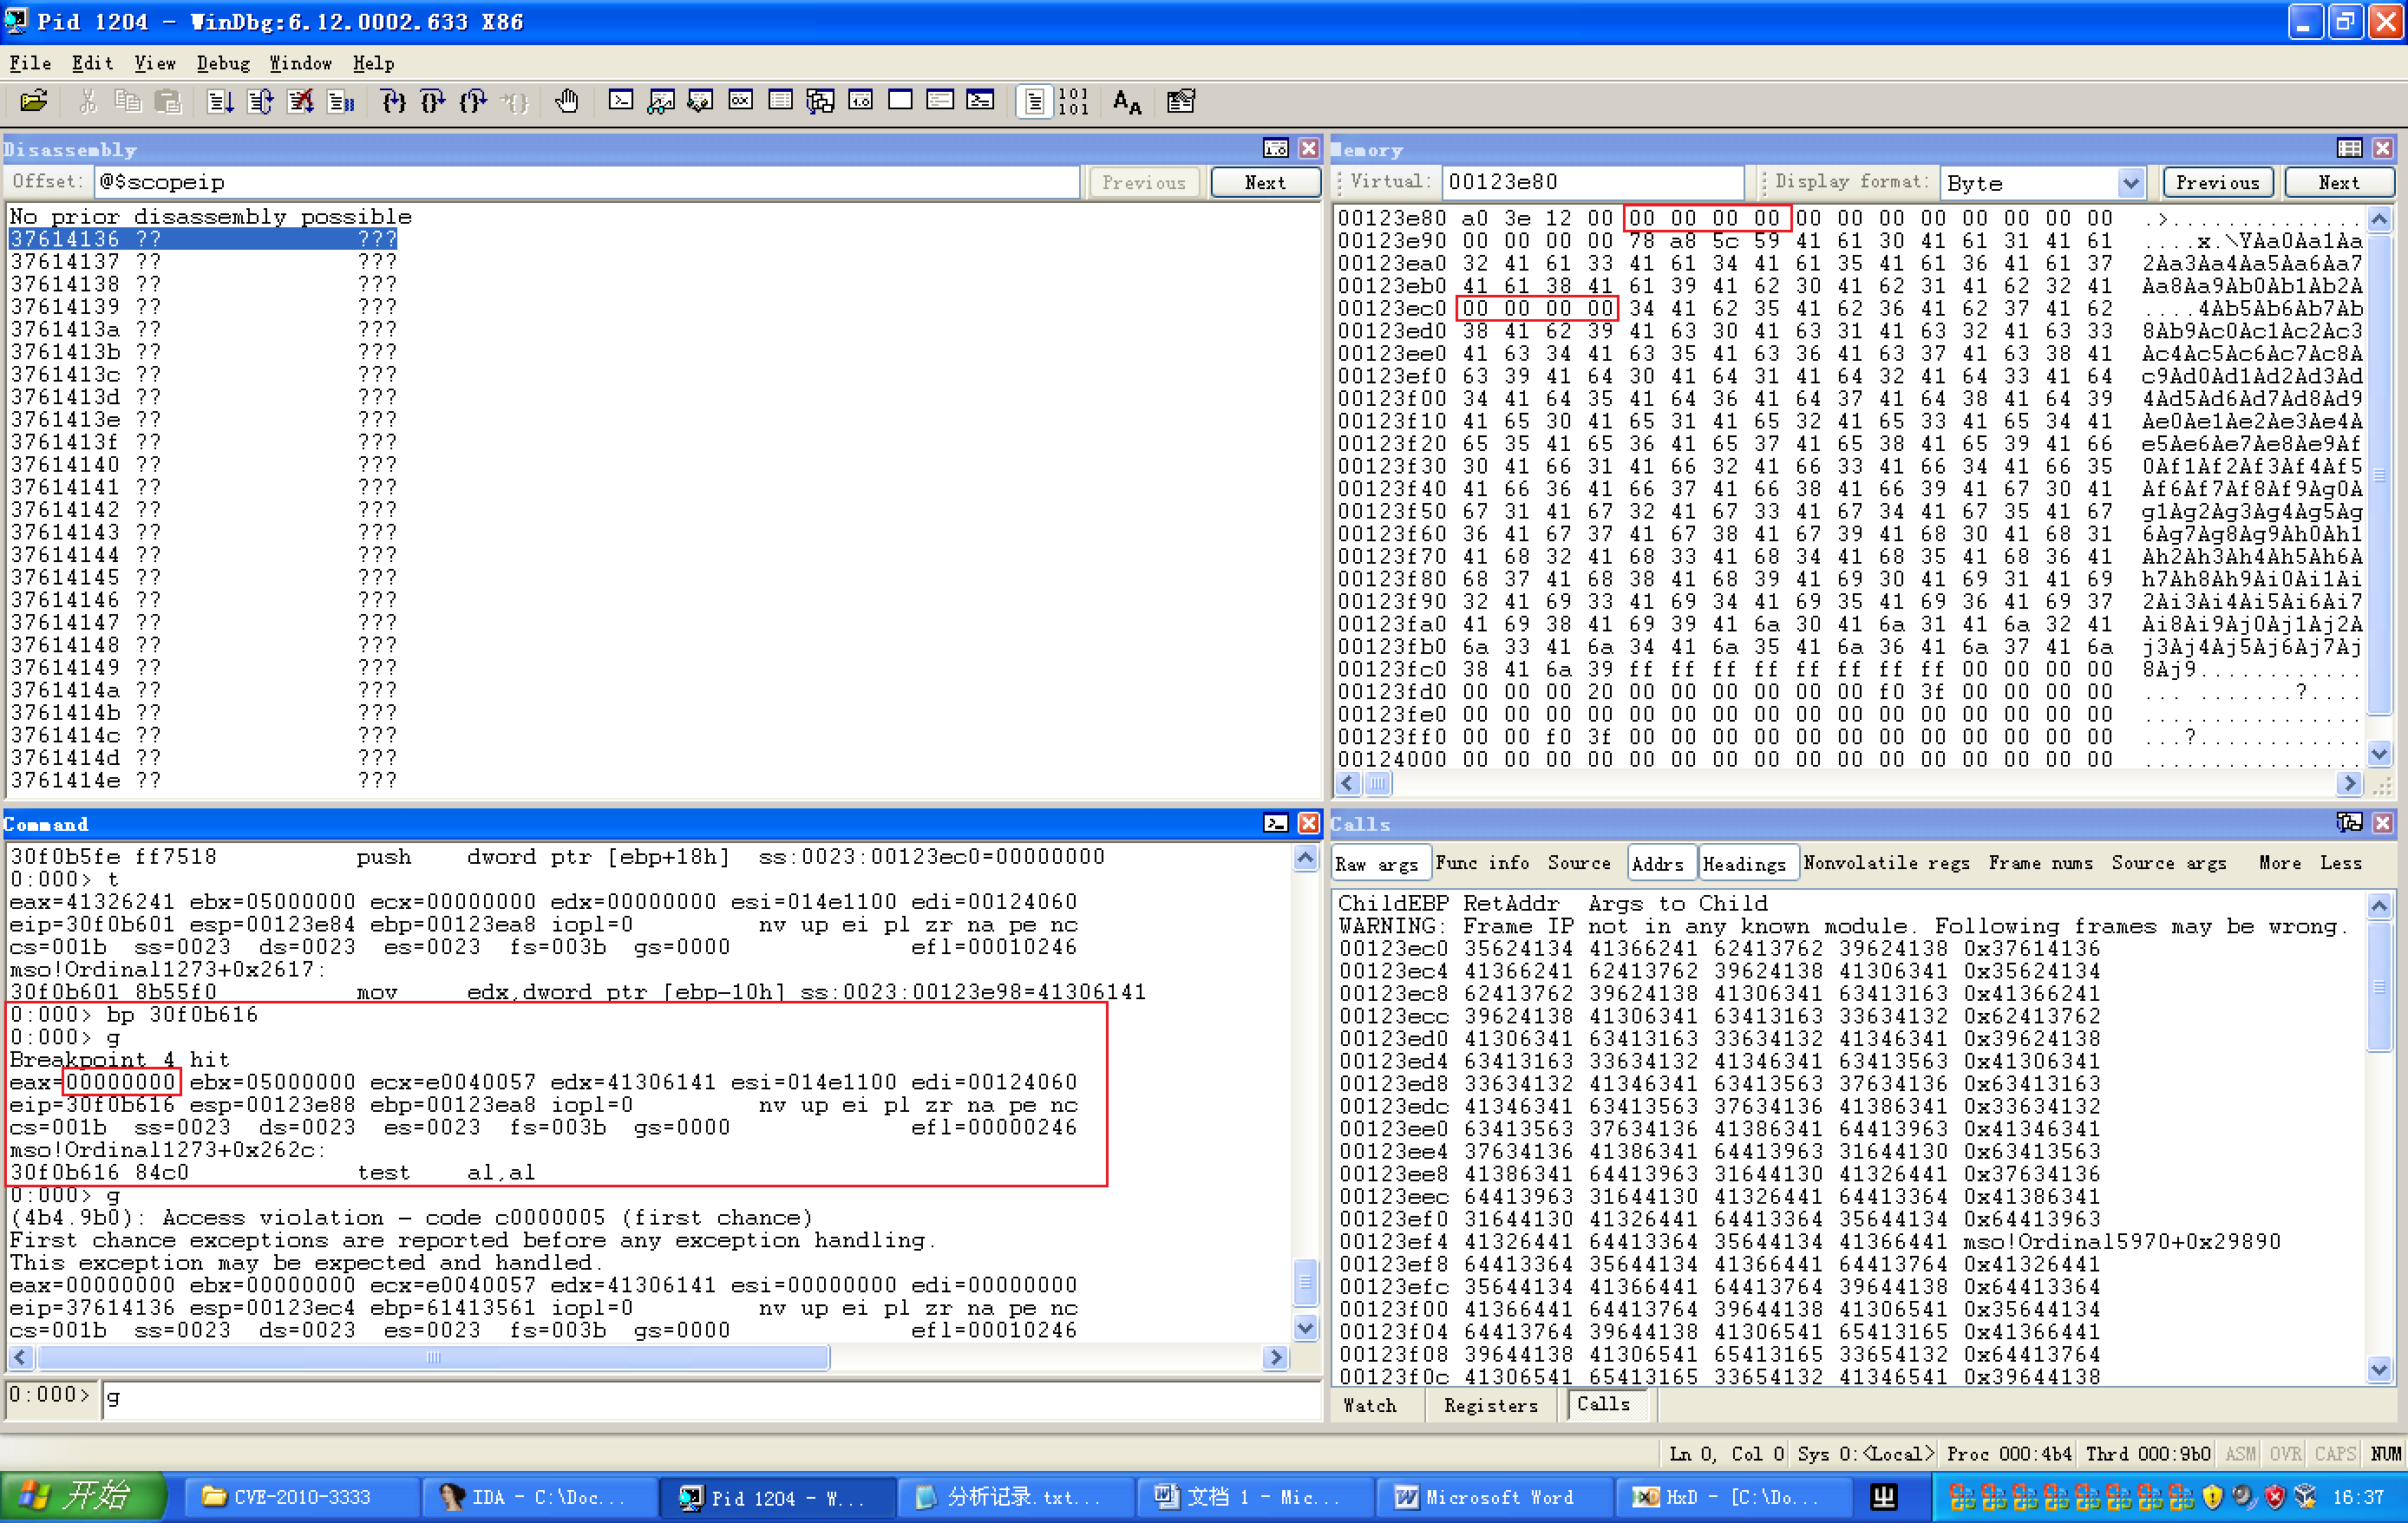 Pid 1204 - WinDbg:6.12.0002.633 X86
File Edit View Debug Window Help
Disassembly
Offset: @$scopeip Previous Next
No prior disassembly possible
37614136 ?? ???
37614137 ?? ???
37614138 ?? ???
37614139 ?? ???
3761413a ?? ???
3761413b ?? ???
3761413c ?? ???
3761413d ?? ???
3761413e ?? ???
3761413f ?? ???
37614140 ?? ???
37614141 ?? ???
37614142 ?? ???
37614143 ?? ???
37614144 ?? ???
37614145 ?? ???
37614146 ?? ???
37614147 ?? ???
37614148 ?? ???
37614149 ?? ???
3761414a ?? ???
3761414b ?? ???
3761414c ?? ???
3761414d ?? ???
3761414e ?? ???
Memory
Virtual: 00123e80 Display format: Byte Previous Next
00123e80 a0 3e 12 00 00 00 00 00 00 00 00 00 00 00 00 00 .>..............
00123e90 00 00 00 00 78 a8 5c 59 41 61 30 41 61 31 41 61 ....x.\YAa0Aa1Aa
00123ea0 32 41 61 33 41 61 34 41 61 35 41 61 36 41 61 37 2Aa3Aa4Aa5Aa6Aa7
00123eb0 41 61 38 41 61 39 41 62 30 41 62 31 41 62 32 41 Aa8Aa9Ab0Ab1Ab2A
00123ec0 00 00 00 00 34 41 62 35 41 62 36 41 62 37 41 62 ....4Ab5Ab6Ab7Ab
00123ed0 38 41 62 39 41 63 30 41 63 31 41 63 32 41 63 33 8Ab9Ac0Ac1Ac2Ac3
00123ee0 41 63 34 41 63 35 41 63 36 41 63 37 41 63 38 41 Ac4Ac5Ac6Ac7Ac8A
00123ef0 63 39 41 64 30 41 64 31 41 64 32 41 64 33 41 64 c9Ad0Ad1Ad2Ad3Ad
00123f00 34 41 64 35 41 64 36 41 64 37 41 64 38 41 64 39 4Ad5Ad6Ad7Ad8Ad9
00123f10 41 65 30 41 65 31 41 65 32 41 65 33 41 65 34 41 Ae0Ae1Ae2Ae3Ae4A
00123f20 65 35 41 65 36 41 65 37 41 65 38 41 65 39 41 66 e5Ae6Ae7Ae8Ae9Af
00123f30 30 41 66 31 41 66 32 41 66 33 41 66 34 41 66 35 0Af1Af2Af3Af4Af5
00123f40 41 66 36 41 66 37 41 66 38 41 66 39 41 67 30 41 Af6Af7Af8Af9Ag0A
00123f50 67 31 41 67 32 41 67 33 41 67 34 41 67 35 41 67 g1Ag2Ag3Ag4Ag5Ag
00123f60 36 41 67 37 41 67 38 41 67 39 41 68 30 41 68 31 6Ag7Ag8Ag9Ah0Ah1
00123f70 41 68 32 41 68 33 41 68 34 41 68 35 41 68 36 41 Ah2Ah3Ah4Ah5Ah6A
00123f80 68 37 41 68 38 41 68 39 41 69 30 41 69 31 41 69 h7Ah8Ah9Ai0Ai1Ai
00123f90 32 41 69 33 41 69 34 41 69 35 41 69 36 41 69 37 2Ai3Ai4Ai5Ai6Ai7
00123fa0 41 69 38 41 69 39 41 6a 30 41 6a 31 41 6a 32 41 Ai8Ai9Aj0Aj1Aj2A
00123fb0 6a 33 41 6a 34 41 6a 35 41 6a 36 41 6a 37 41 6a j3Aj4Aj5Aj6Aj7Aj
00123fc0 38 41 6a 39 ff ff ff ff ff ff ff ff 00 00 00 00 8Aj9............
00123fd0 00 00 00 20 00 00 00 00 00 00 f0 3f 00 00 00 00 ... .......?....
00123fe0 00 00 00 00 00 00 00 00 00 00 00 00 00 00 00 00 ................
00123ff0 00 00 f0 3f 00 00 00 00 00 00 00 00 00 00 00 00 ...?............
00124000 00 00 00 00 00 00 00 00 00 00 00 00 00 00 00 00 ................
Command
30f0b5fe ff7518 push dword ptr [ebp+18h] ss:0023:00123ec0=00000000
0:000> t
eax=41326241 ebx=05000000 ecx=00000000 edx=00000000 esi=014e1100 edi=00124060
eip=30f0b601 esp=00123e84 ebp=00123ea8 iopl=0 nv up ei pl zr na pe nc
cs=001b ss=0023 ds=0023 es=0023 fs=003b gs=0000 efl=00010246
mso!Ordinal1273+0x2617:
30f0b601 8b55f0 mov edx,dword ptr [ebp-10h] ss:0023:00123e98=41306141
0:000> bp 30f0b616
0:000> g
Breakpoint 4 hit
eax=00000000 ebx=05000000 ecx=e0040057 edx=41306141 esi=014e1100 edi=00124060
eip=30f0b616 esp=00123e88 ebp=00123ea8 iopl=0 nv up ei pl zr na pe nc
cs=001b ss=0023 ds=0023 es=0023 fs=003b gs=0000 efl=00000246
mso!Ordinal1273+0x262c:
30f0b616 84c0 test al,al
0:000> g
(4b4.9b0): Access violation - code c0000005 (first chance)
First chance exceptions are reported before any exception handling.
This exception may be expected and handled.
eax=00000000 ebx=00000000 ecx=e0040057 edx=41306141 esi=00000000 edi=00000000
eip=37614136 esp=00123ec4 ebp=61413561 iopl=0 nv up ei pl zr na pe nc
cs=001b ss=0023 ds=0023 es=0023 fs=003b gs=0000 efl=00010246
0:000> g
Calls
Raw args Func info Source Addrs Headings Nonvolatile regs Frame nums Source args More Less
ChildEBP RetAddr Args to Child
WARNING: Frame IP not in any known module. Following frames may be wrong.
00123ec0 35624134 41366241 62413762 39624138 0x37614136
00123ec4 41366241 62413762 39624138 41306341 0x35624134
00123ec8 62413762 39624138 41306341 63413163 0x41366241
00123ecc 39624138 41306341 63413163 33634132 0x62413762
00123ed0 41306341 63413163 33634132 41346341 0x39624138
00123ed4 63413163 33634132 41346341 63413563 0x41306341
00123ed8 33634132 41346341 63413563 37634136 0x63413163
00123edc 41346341 63413563 37634136 41386341 0x33634132
00123ee0 63413563 37634136 41386341 64413963 0x41346341
00123ee4 37634136 41386341 64413963 31644130 0x63413563
00123ee8 41386341 64413963 31644130 41326441 0x37634136
00123eec 64413963 31644130 41326441 64413364 0x41386341
00123ef0 31644130 41326441 64413364 35644134 0x64413963
00123ef4 41326441 64413364 35644134 41366441 mso!Ordinal5970+0x29890
00123ef8 64413364 35644134 41366441 64413764 0x41326441
00123efc 35644134 41366441 64413764 39644138 0x64413364
00123f00 41366441 64413764 39644138 41306541 0x35644134
00123f04 64413764 39644138 41306541 65413165 0x41366441
00123f08 39644138 41306541 65413165 33654132 0x64413764
00123f0c 41306541 65413165 33654132 41346541 0x39644138
Watch Registers Calls
Ln 0, Col 0 Sys 0:<Local> Proc 000:4b4 Thrd 000:9b0 ASM OVR CAPS NUM
开始 CVE-2010-3333 IDA - C:\Doc... Pid 1204 - W... 分析记录.txt... 文档 1 - Mic... Microsoft Word HxD - [C:\Do... 16:37